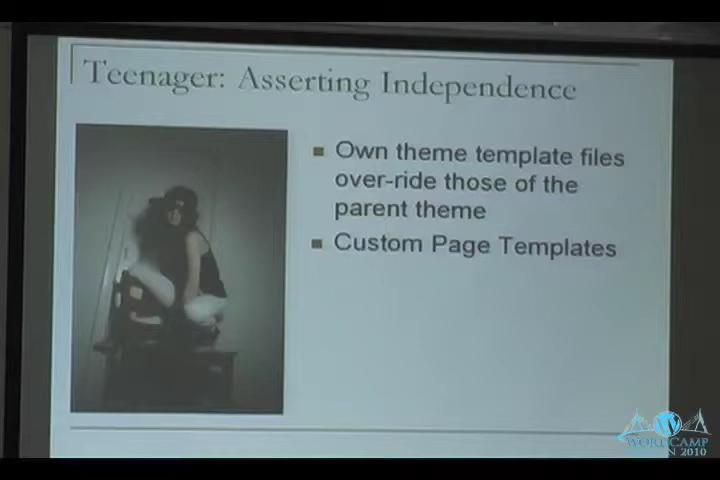 Teenager: Asserting Independence
Own theme template files
over-ride those of the
parent theme
Custom Page Templates
WORDCAMP
2010